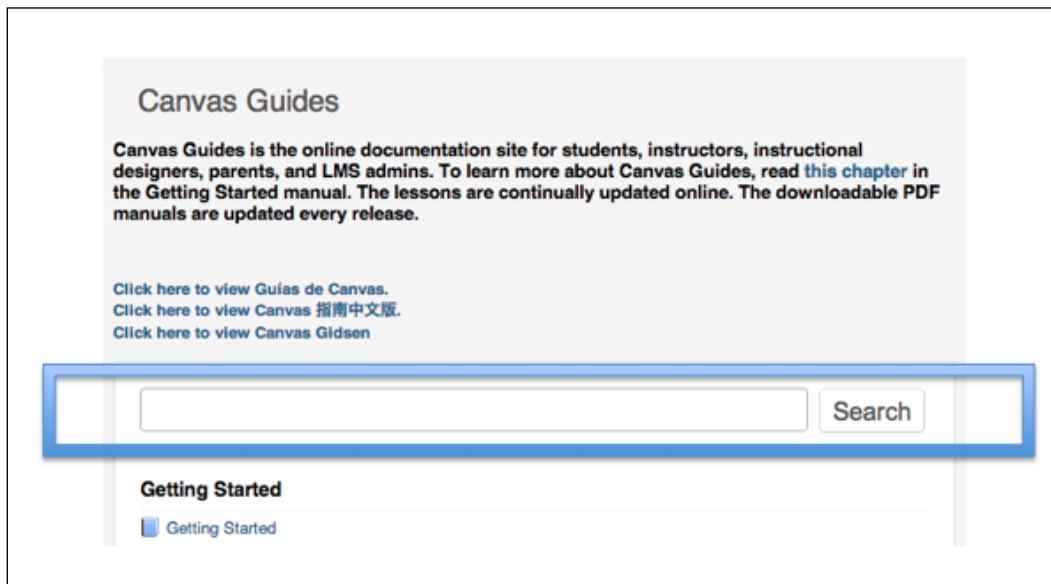 Canvas Guides
Canvas Guides is the online documentation site for students, instructors, instructional
designers, parents, and LMS admins. To learn more about Canvas Guides, read this chapter in
the Getting Started manual. The lessons are continually updated online. The downloadable PDF
manuals are updated every release.
Click here to view Guías de Canvas.
Click here to view Canvas 指南中文版.
Click here to view Canvas Gidsen
Search
Getting Started
Getting Started